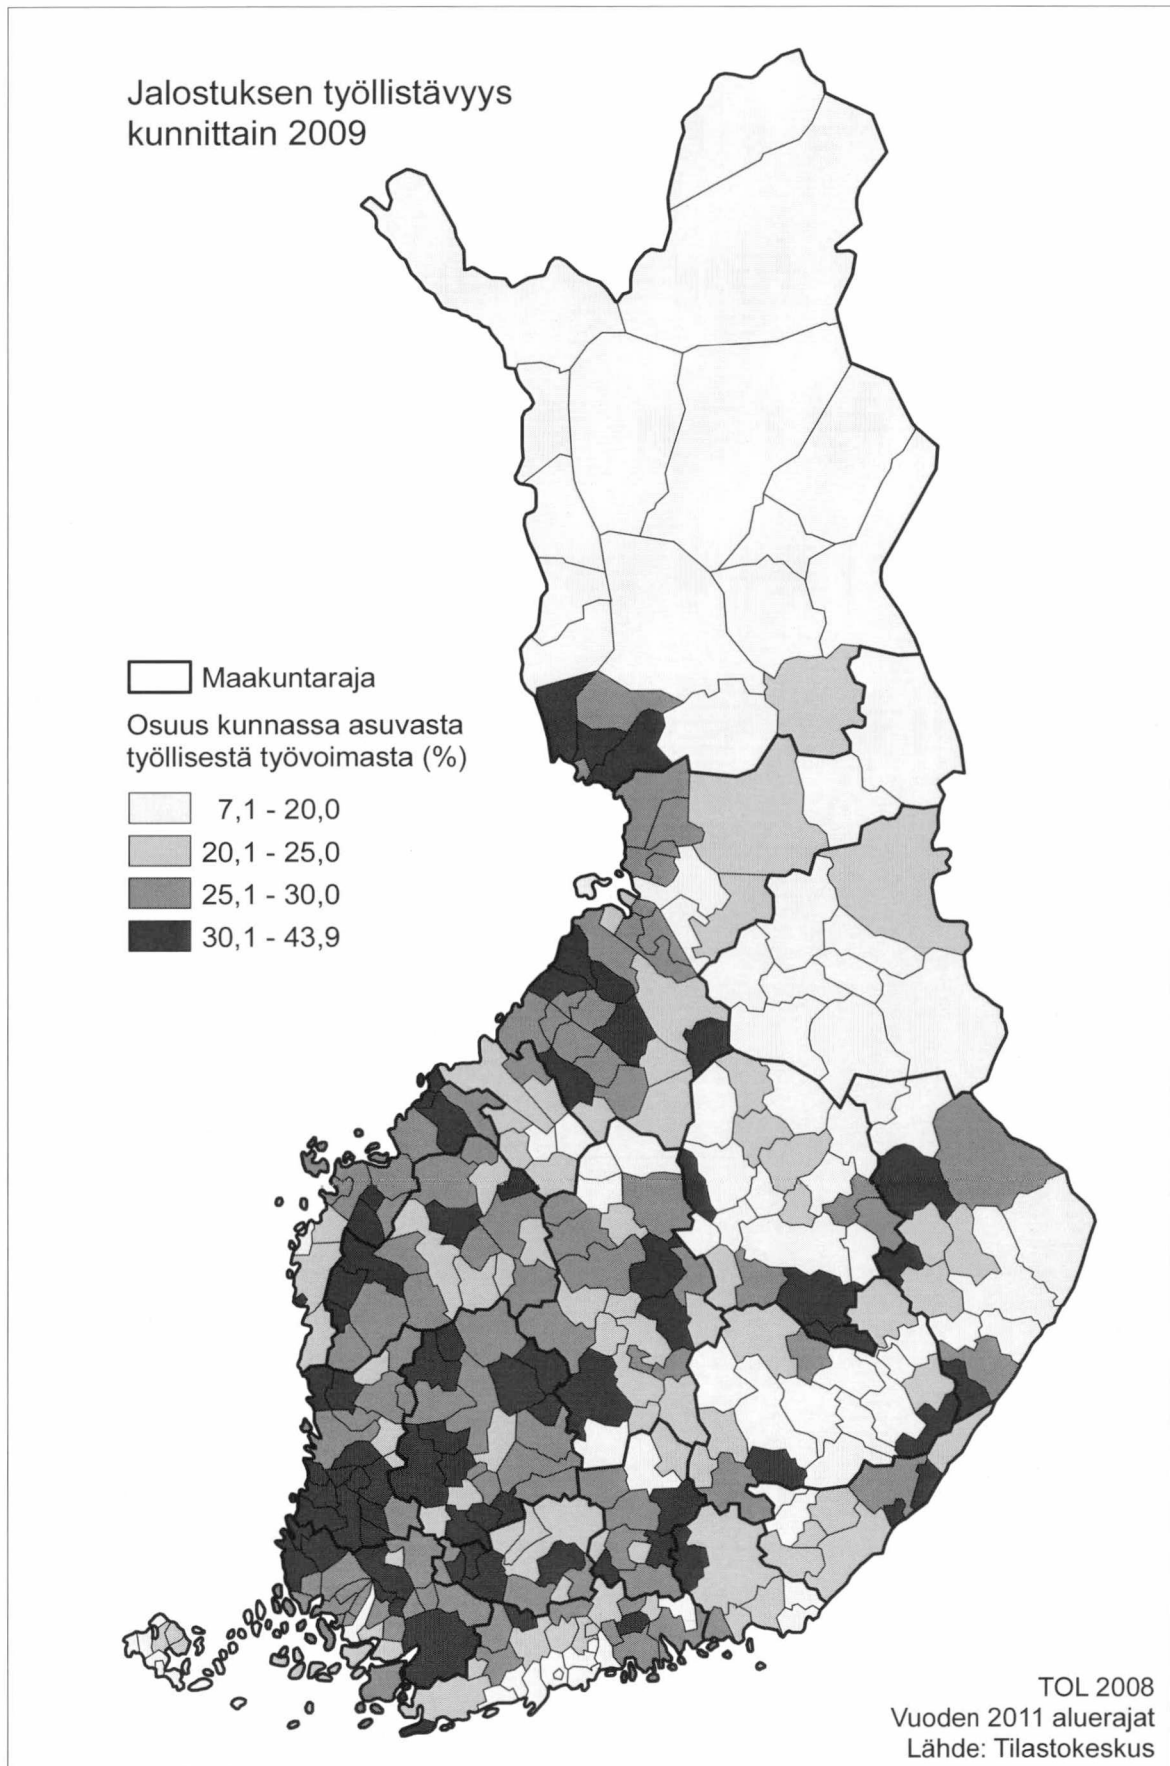 Jalostuksen työllistävyys
kunnittain 2009
Maakuntaraja
Osuus kunnassa asuvasta
työllisestä työvoimasta (%)
7,1 - 20,0
20,1 - 25,0
25,1 - 30,0
30,1 - 43,9
TOL 2008
Vuoden 2011 aluerajat
Lähde: Tilastokeskus